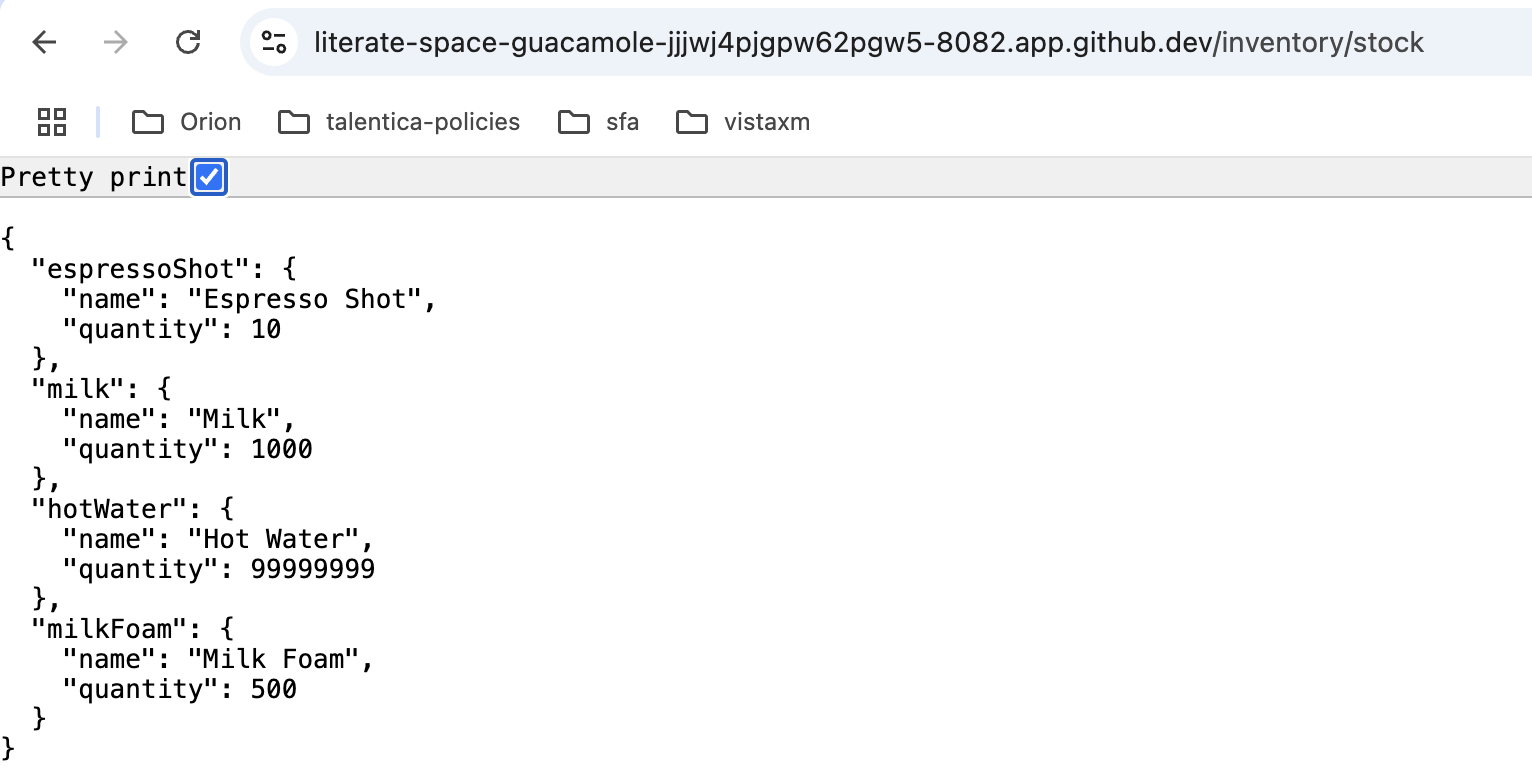 literate-space-guacamole-jjjwj4pjgpw62pgw5-8082.app.github.dev/inventory/stock
Orion talentica-policies sfa vistaxm
Pretty print
{
  "espressoShot": {
    "name": "Espresso Shot",
    "quantity": 10
  },
  "milk": {
    "name": "Milk",
    "quantity": 1000
  },
  "hotWater": {
    "name": "Hot Water",
    "quantity": 99999999
  },
  "milkFoam": {
    "name": "Milk Foam",
    "quantity": 500
  }
}